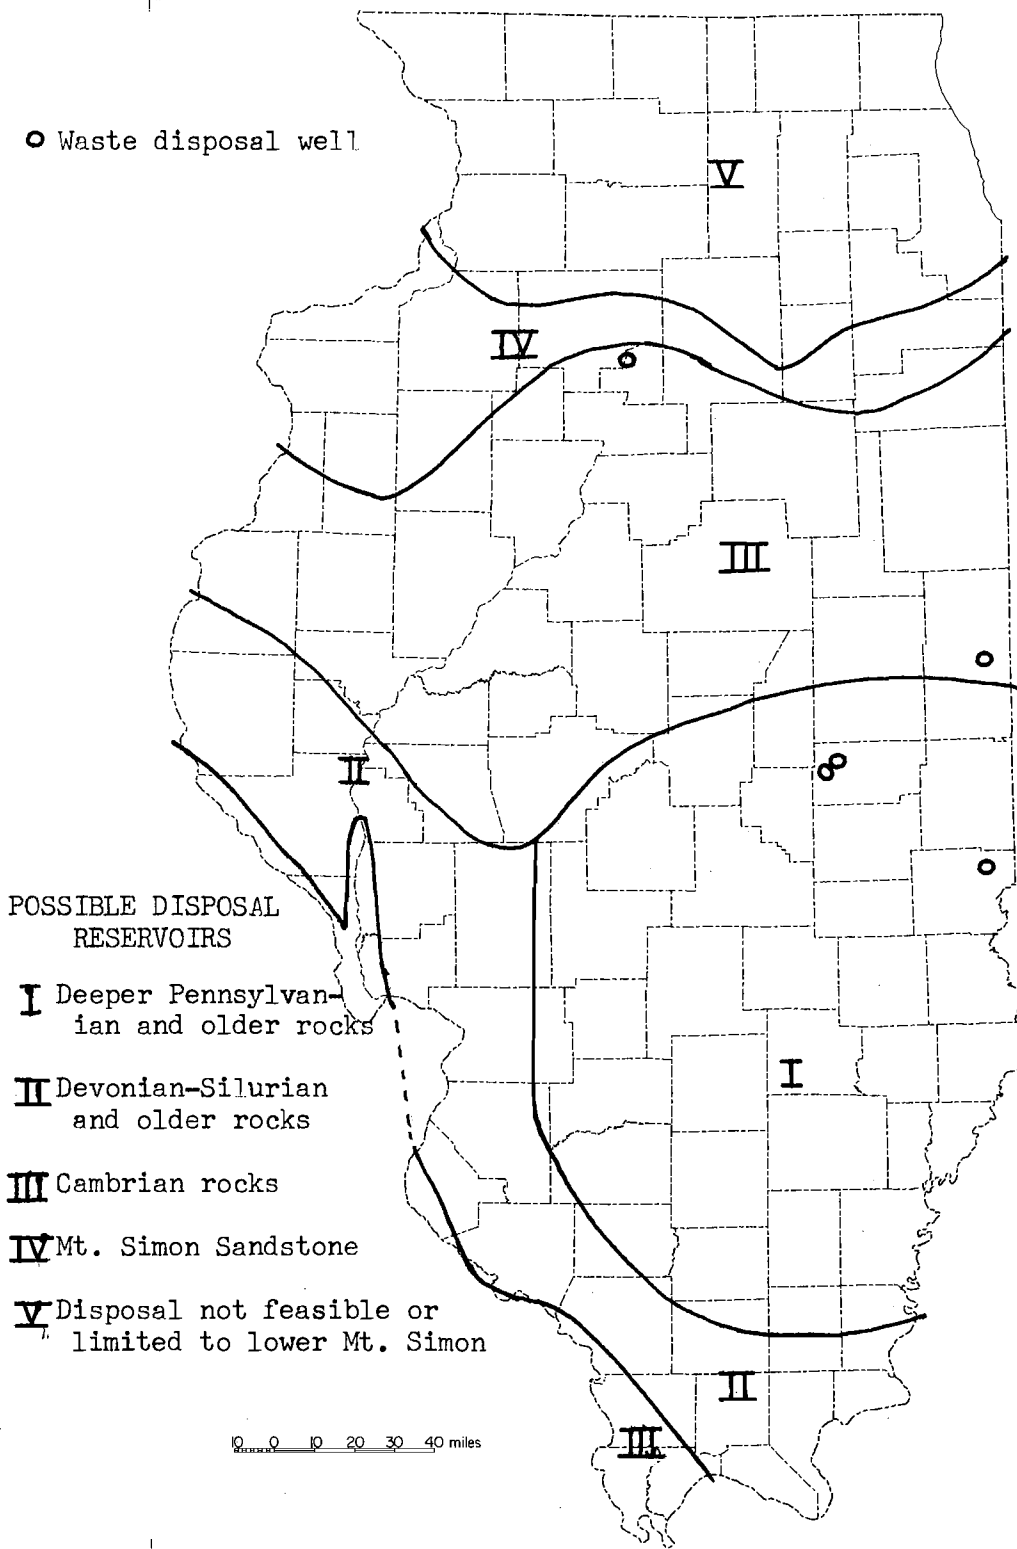 o Waste disposal well
V
IV
III
II
I
II
III
POSSIBLE DISPOSAL
RESERVOIRS
I Deeper Pennsylvan-
ian and older rocks
II Devonian-Silurian
and older rocks
III Cambrian rocks
IV Mt. Simon Sandstone
V Disposal not feasible or
limited to lower Mt. Simon
10 0 10 20 30 40 miles